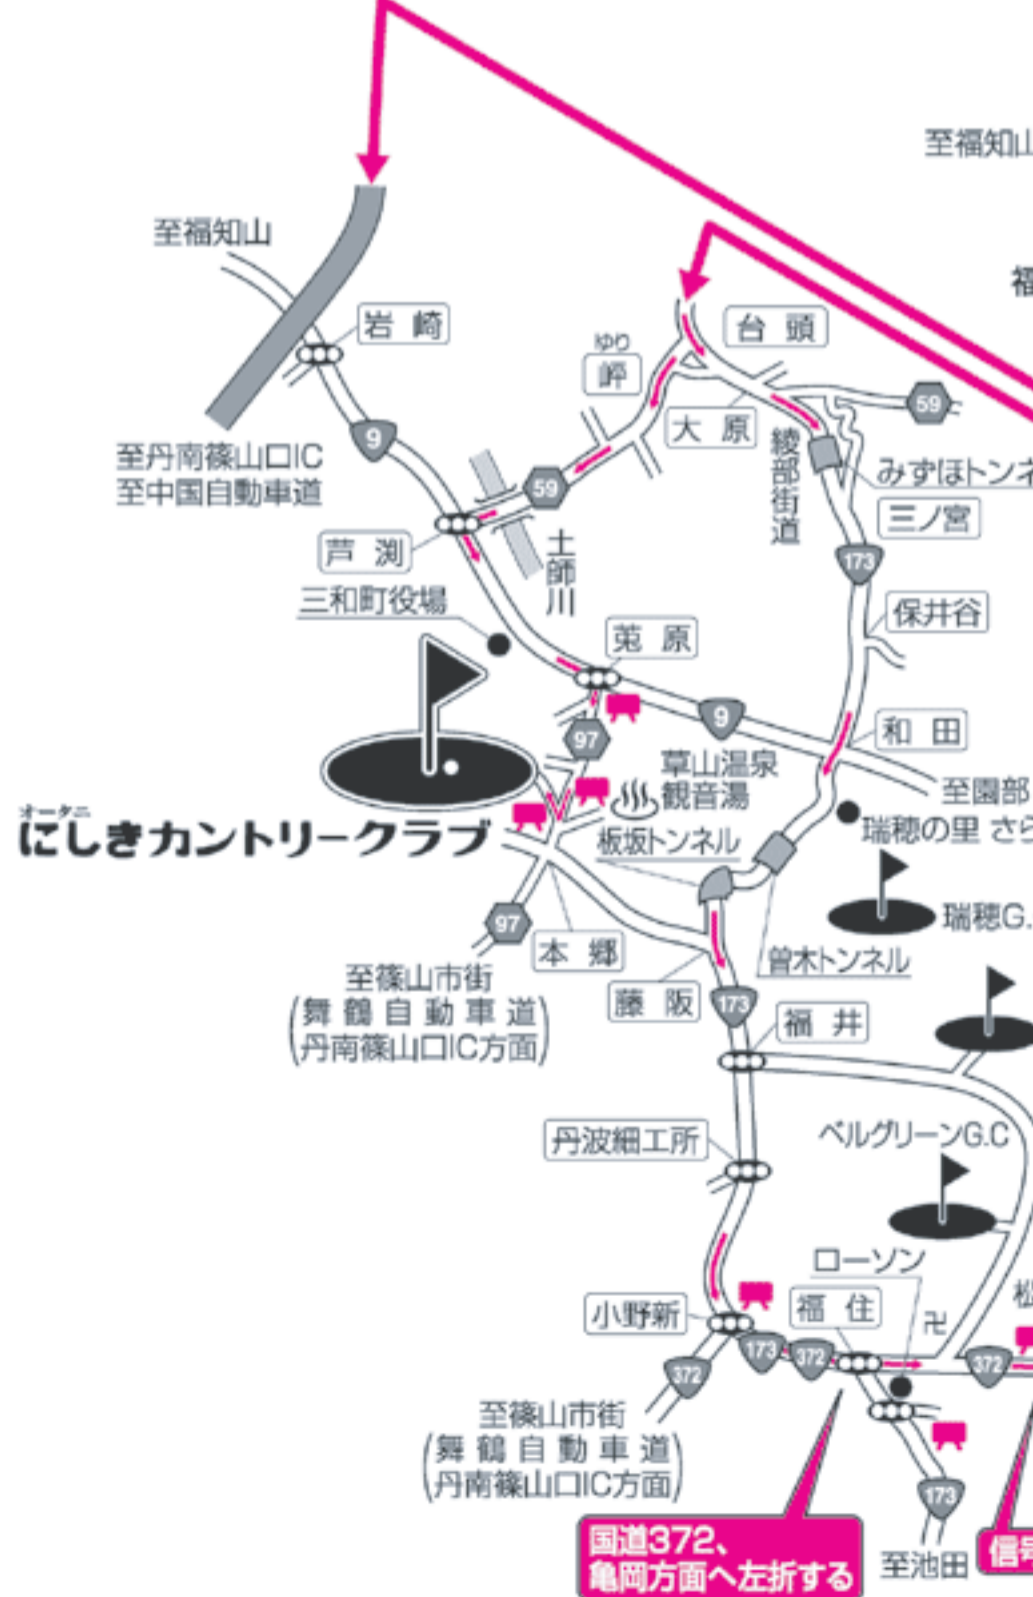 至福知山
至福知山
福
岩崎
台頭
ゆり
岼
大原
59
9
綾部街道
至丹南篠山口IC
至中国自動車道
59
みずほトンネ
三ノ宮
芦渕
土師川
173
三和町役場
保井谷
菟原
9
和田
97
草山温泉
観音湯
至園部
オータニ
にしきカントリークラブ
板坂トンネル
瑞穂の里 さら
瑞穂G.
97
本郷
曽木トンネル
至篠山市街
(舞鶴自動車道)
(丹南篠山口IC方面)
藤阪
173
福井
丹波細工所
ベルグリーンG.C
ローソン
小野新
福住
卍
松
173
372
372
372
至篠山市街
(舞鶴自動車道)
(丹南篠山口IC方面)
173
国道372、
亀岡方面へ左折する
至池田
信号